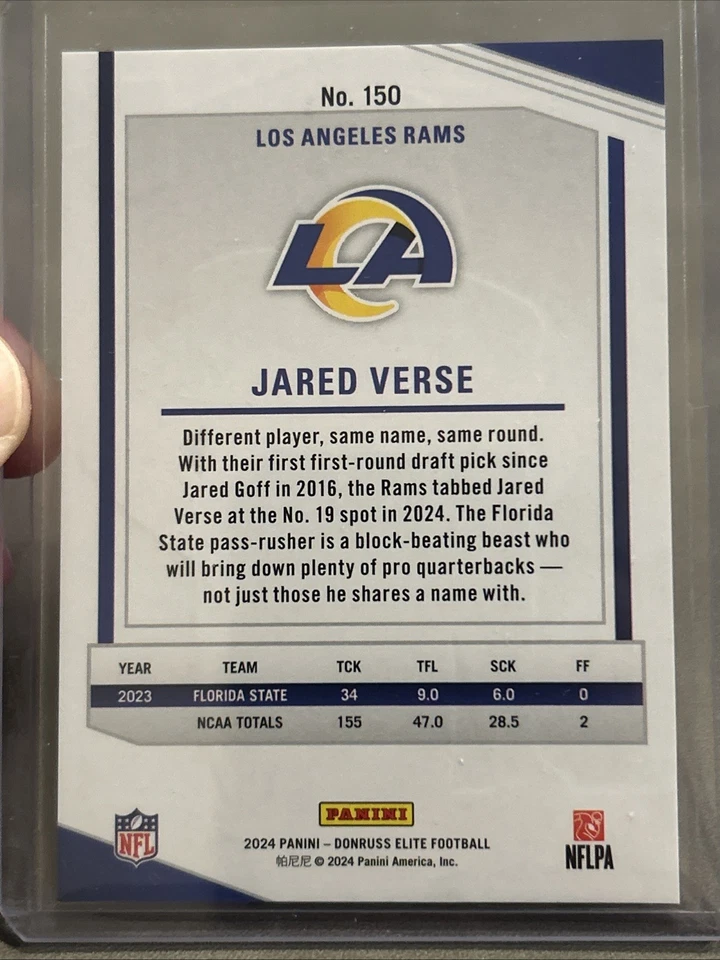 No. 150
LOS ANGELES RAMS
LA
JARED VERSE
Different player, same name, same round.
With their first first-round draft pick since
Jared Goff in 2016, the Rams tabbed Jared
Verse at the No. 19 spot in 2024. The Florida
State pass-rusher is a block-beating beast who
will bring down plenty of pro quarterbacks —
not just those he shares a name with.
YEAR TEAM TCK TFL SCK FF
2023 FLORIDA STATE 34 9.0 6.0 0
NCAA TOTALS 155 47.0 28.5 2
PANINI
NFL
2024 PANINI – DONRUSS ELITE FOOTBALL
帕尼尼 © 2024 Panini America, Inc.
NFLPA